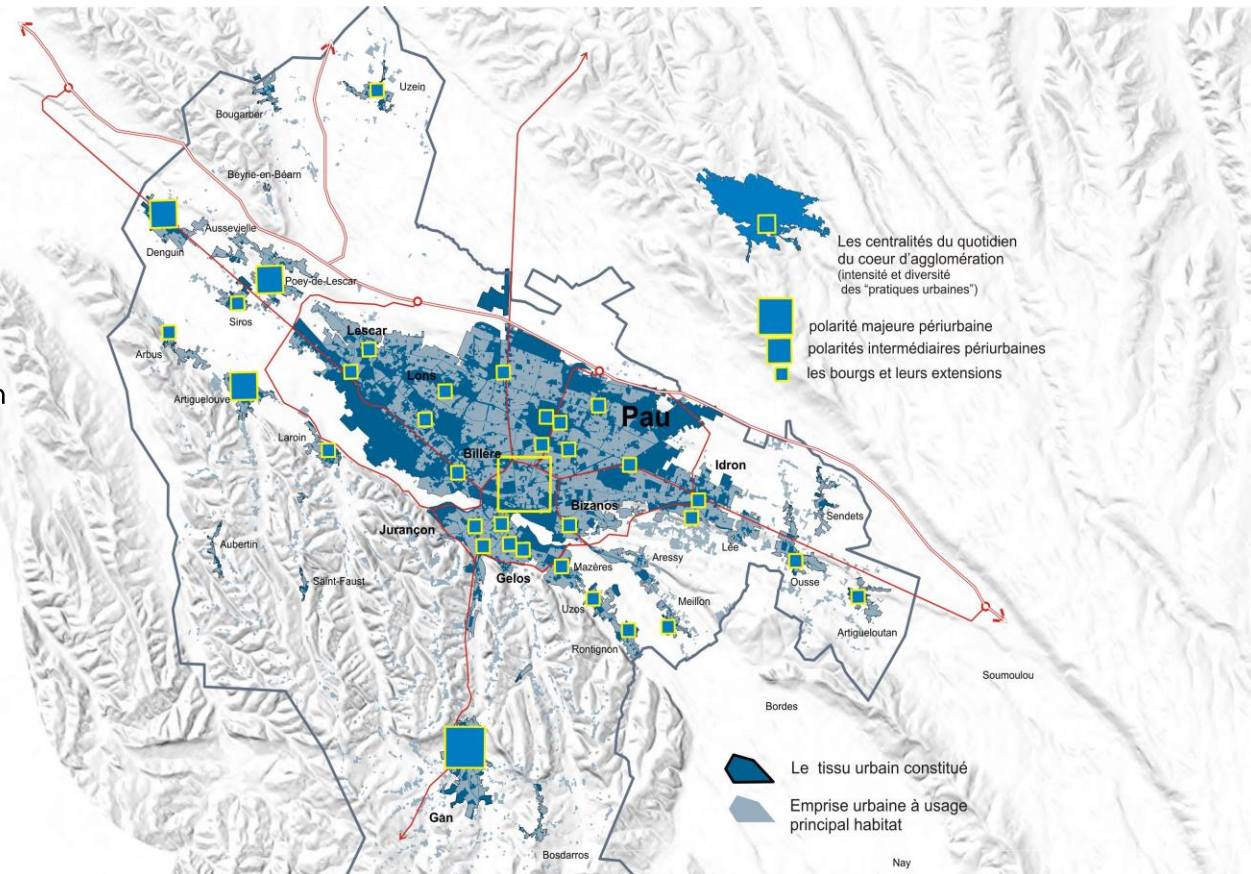 Uzein
Bougarber
Beyrie-en-Béarn
Aussevielle
Denguin
Poey-de-Lescar
Siros
Arbus
Artiguelouve
Laroin
Lescar
Lons
Pau
Billère
Idron
Bizanos
Jurançon
Sendets
Lée
Aressy
Ousse
Mazères
Gelos
Aubertin
Saint-Faust
Meillon
Uzos
Artigueloutan
Rontignon
Soumoulou
Bordes
Gan
Bosdarros
Nay
n
Les centralités du quotidien
du coeur d'agglomération
(intensité et diversité
des "pratiques urbaines")
polarité majeure périurbaine
polarités intermédiaires périurbaines
les bourgs et leurs extensions
Le tissu urbain constitué
Emprise urbaine à usage
principal habitat